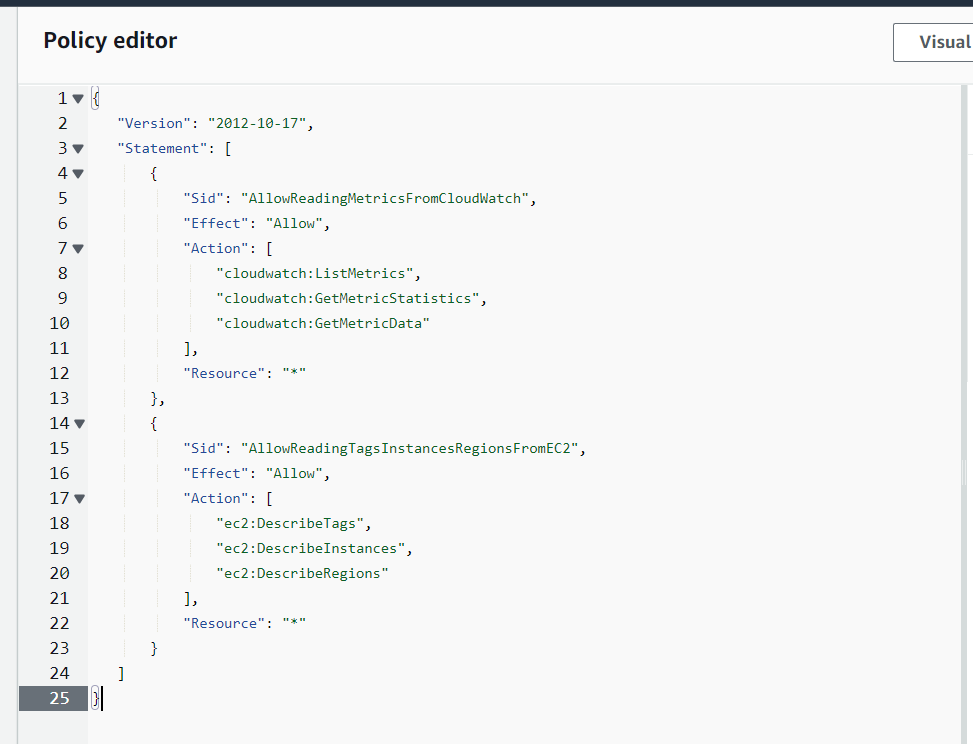 Policy editor
Visual
1 {
2 "Version": "2012-10-17",
3 "Statement": [
4 {
5 "Sid": "AllowReadingMetricsFromCloudWatch",
6 "Effect": "Allow",
7 "Action": [
8 "cloudwatch:ListMetrics",
9 "cloudwatch:GetMetricStatistics",
10 "cloudwatch:GetMetricData"
11 ],
12 "Resource": "*"
13 },
14 {
15 "Sid": "AllowReadingTagsInstancesRegionsFromEC2",
16 "Effect": "Allow",
17 "Action": [
18 "ec2:DescribeTags",
19 "ec2:DescribeInstances",
20 "ec2:DescribeRegions"
21 ],
22 "Resource": "*"
23 }
24 ]
25 }